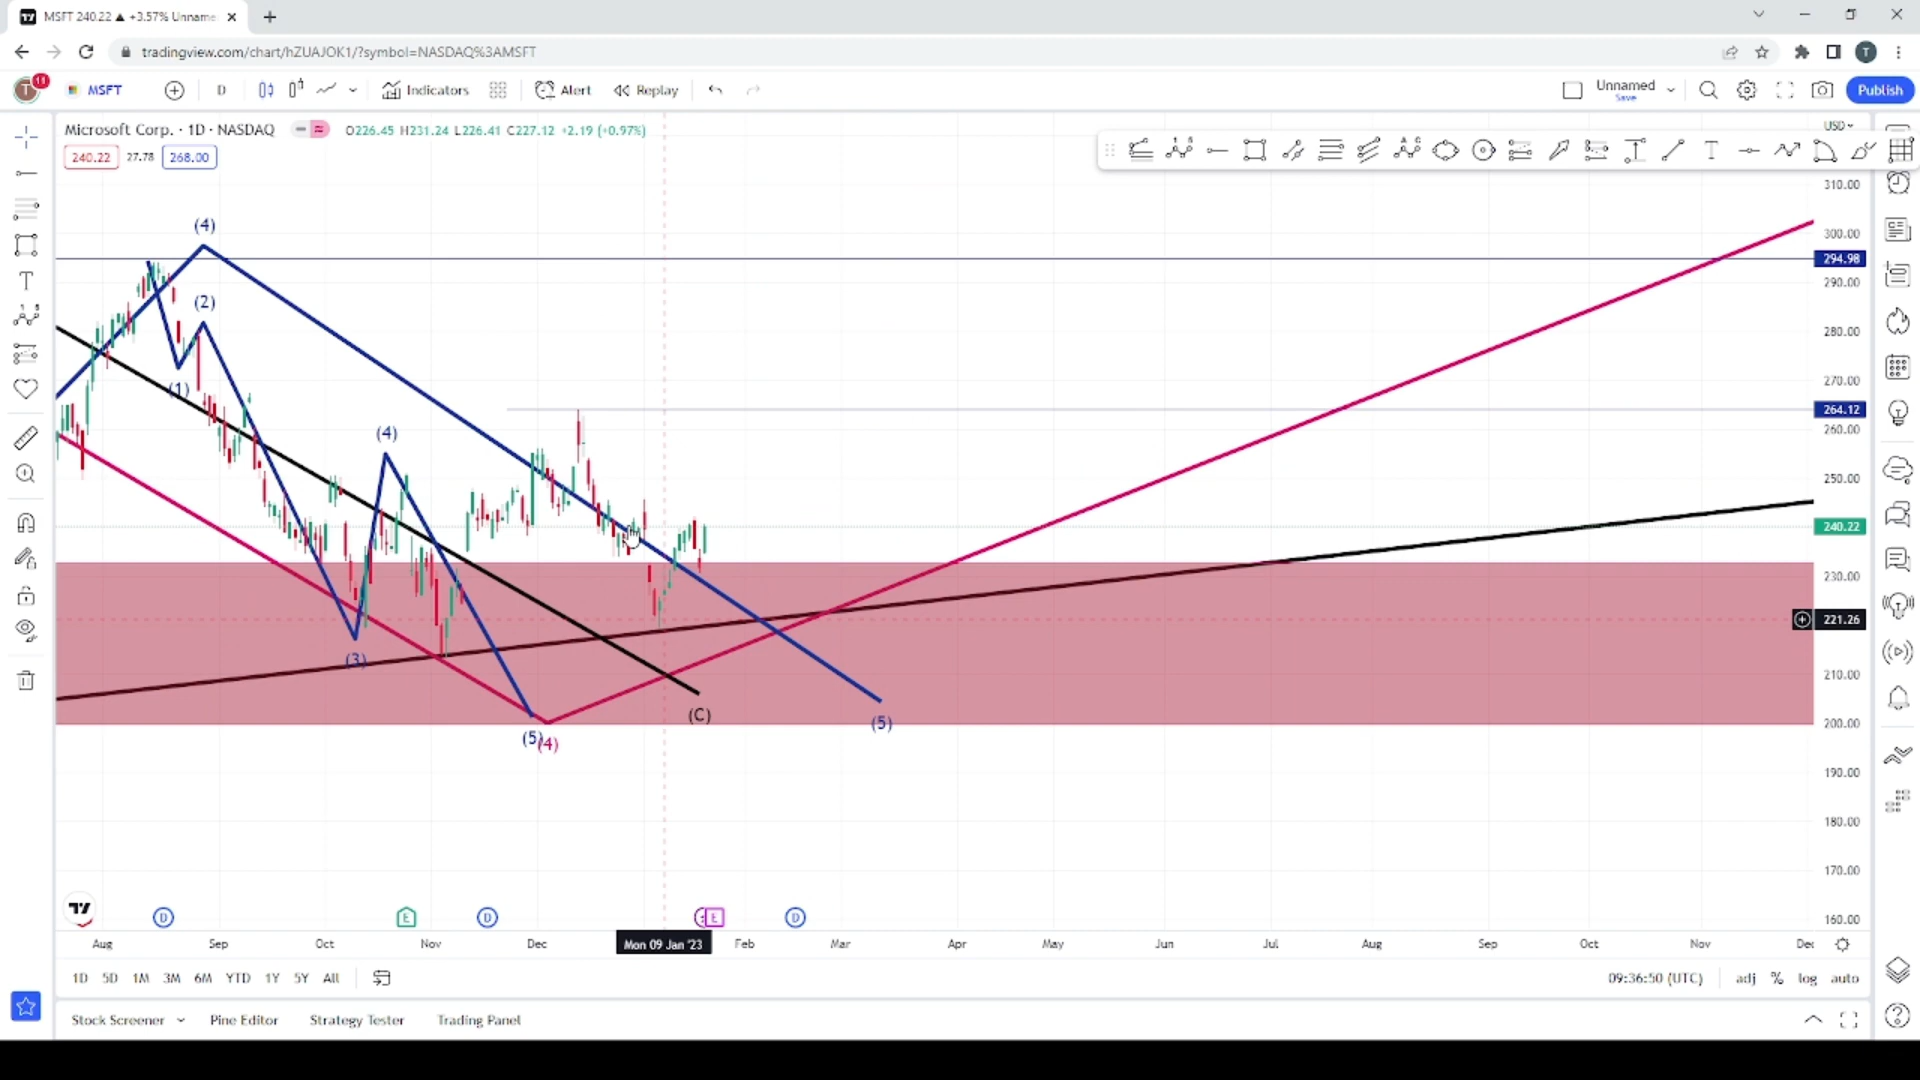 MSFT 240.22 ▲ +3.57% Unname
tradingview.com/chart/hZUAJOK1/?symbol=NASDAQ%3AMSFT
T
T 11 MSFT D Indicators Alert Replay Unnamed Save Publish
Microsoft Corp. · 1D · NASDAQ O226.45 H231.24 L226.41 C227.12 +2.19 (+0.97%) USD
240.22 27.78 268.00
310.00
(4) 300.00
294.98
290.00
(2)
280.00
(1) 270.00
264.12
(4) 260.00
250.00
240.22
230.00
221.26
(3) 210.00
(C) (5) 200.00
(5) (4)
190.00
180.00
170.00
D E D E D 160.00
Aug Sep Oct Nov Dec Mon 09 Jan '23 Feb Mar Apr May Jun Jul Aug Sep Oct Nov Dec
1D 5D 1M 3M 6M YTD 1Y 5Y All 09:36:50 (UTC) adj % log auto
Stock Screener Pine Editor Strategy Tester Trading Panel